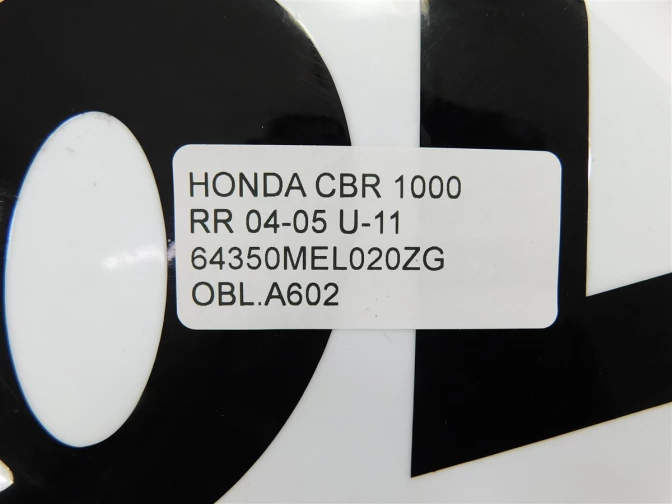 HONDA CBR 1000
RR 04-05 U-11
64350MEL020ZG
OBL.A602